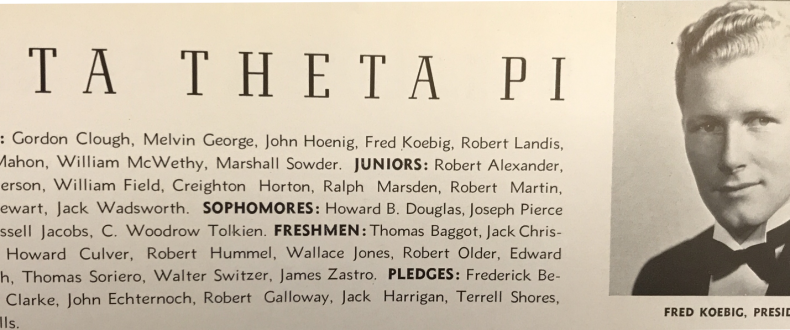 TA THETA PI
: Gordon Clough, Melvin George, John Hoenig, Fred Koebig, Robert Landis,
Mahon, William McWethy, Marshall Sowder. JUNIORS: Robert Alexander,
erson, William Field, Creighton Horton, Ralph Marsden, Robert Martin,
ewart, Jack Wadsworth. SOPHOMORES: Howard B. Douglas, Joseph Pierce
ssell Jacobs, C. Woodrow Tolkien. FRESHMEN: Thomas Baggot, Jack Chris-
Howard Culver, Robert Hummel, Wallace Jones, Robert Older, Edward
h, Thomas Soriero, Walter Switzer, James Zastro. PLEDGES: Frederick Be-
Clarke, John Echternoch, Robert Galloway, Jack Harrigan, Terrell Shores,
lls.
FRED KOEBIG, PRESID